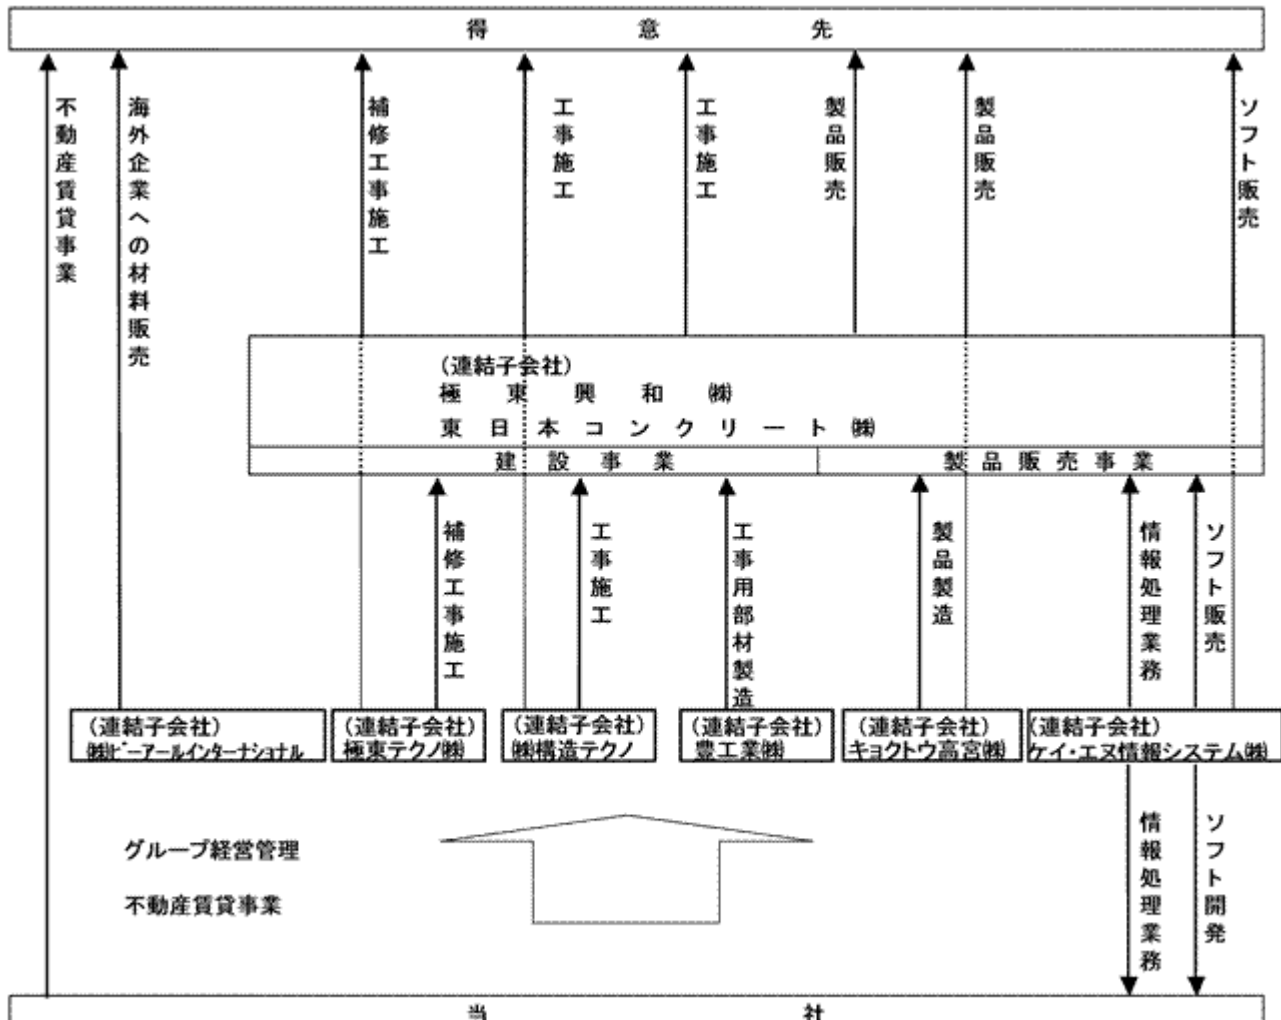 得意先
不動産賃貸事業
海外企業への材料販売
補修工事施工
工事施工
工事施工
製品販売
製品販売
ソフト販売
(連結子会社)
極東興和㈱
東日本コンクリート㈱
建設事業
製品販売事業
補修工事施工
工事施工
工事用部材製造
製品製造
情報処理業務
ソフト販売
(連結子会社)
㈱ビーアールインターナショナル
(連結子会社)
極東テクノ㈱
(連結子会社)
㈱構造テクノ
(連結子会社)
豊工業㈱
(連結子会社)
キョクトウ高宮㈱
(連結子会社)
ケイ・エヌ情報システム㈱
グループ経営管理
不動産賃貸事業
情報処理業務
ソフト開発
当社